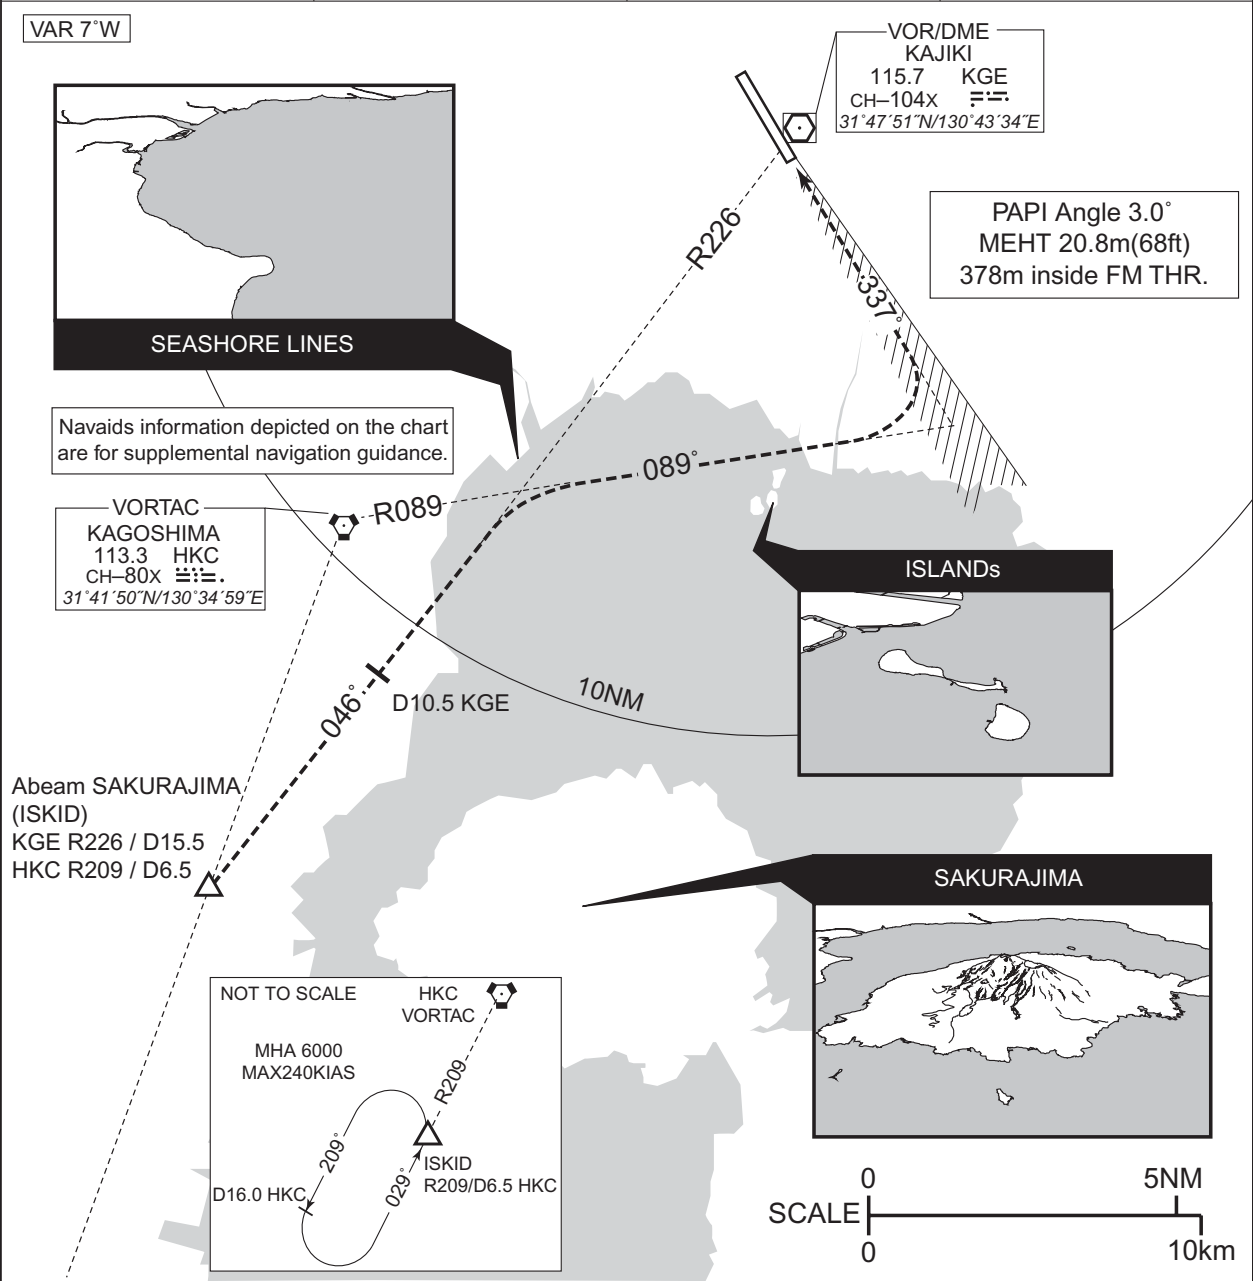 VAR 7˚W
VOR/DME
KAJIKI
115.7 KGE
CH–104X
31˚47´51˝N/130˚43´34˝E
PAPI Angle 3.0˚
MEHT 20.8m(68ft)
378m inside FM THR.
R226
337˚
SEASHORE LINES
Navaids information depicted on the chart
are for supplemental navigation guidance.
089˚
R089
VORTAC
KAGOSHIMA
113.3 HKC
CH–80X
31˚41´50˝N/130˚34´59˝E
ISLANDs
10NM
046˚
D10.5 KGE
Abeam SAKURAJIMA
(ISKID)
KGE R226 / D15.5
HKC R209 / D6.5
SAKURAJIMA
NOT TO SCALE
HKC
VORTAC
MHA 6000
MAX240KIAS
R209
209˚
029˚
ISKID
R209/D6.5 HKC
D16.0 HKC
0 5NM
SCALE
0 10km